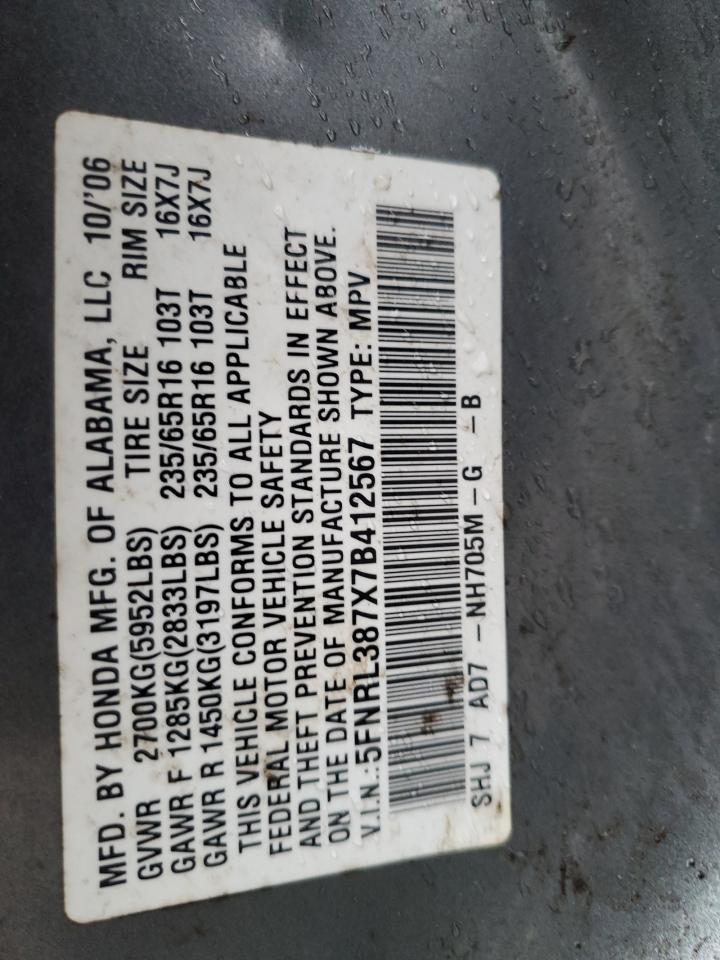 MFD. BY HONDA MFG. OF ALABAMA, LLC 10/'06
GVWR 2700KG(5952LBS) TIRE SIZE RIM SIZE
GAWR F 1285KG(2833LBS) 235/65R16 103T 16X7J
GAWR R 1450KG(3197LBS) 235/65R16 103T 16X7J
THIS VEHICLE CONFORMS TO ALL APPLICABLE
FEDERAL MOTOR VEHICLE SAFETY
AND THEFT PREVENTION STANDARDS IN EFFECT
ON THE DATE OF MANUFACTURE SHOWN ABOVE.
V.I.N.:5FNRL387X7B412567 TYPE: MPV
SHJ 7 AD7 -NH705M-G -B